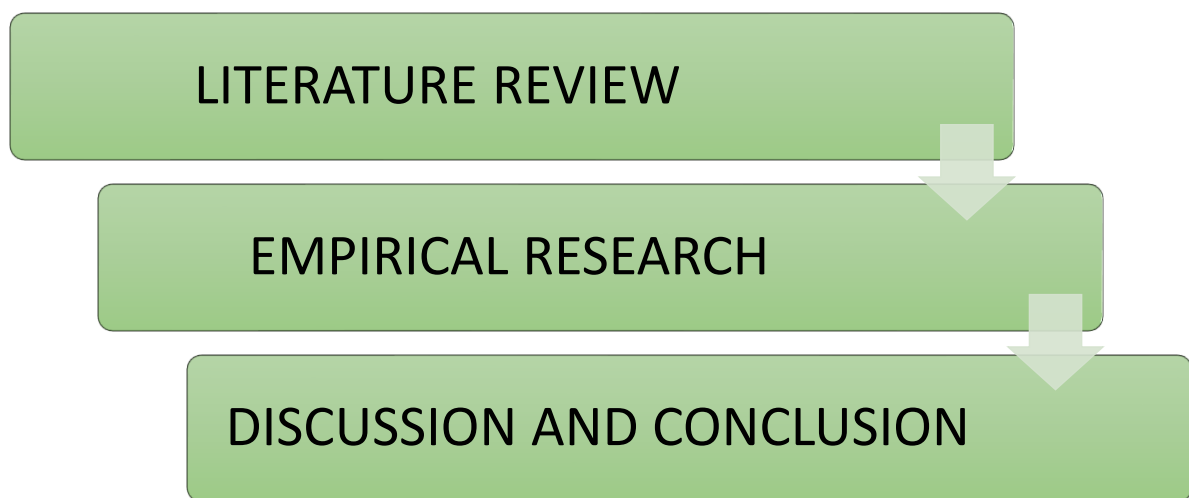 LITERATURE REVIEW
EMPIRICAL RESEARCH
DISCUSSION AND CONCLUSION